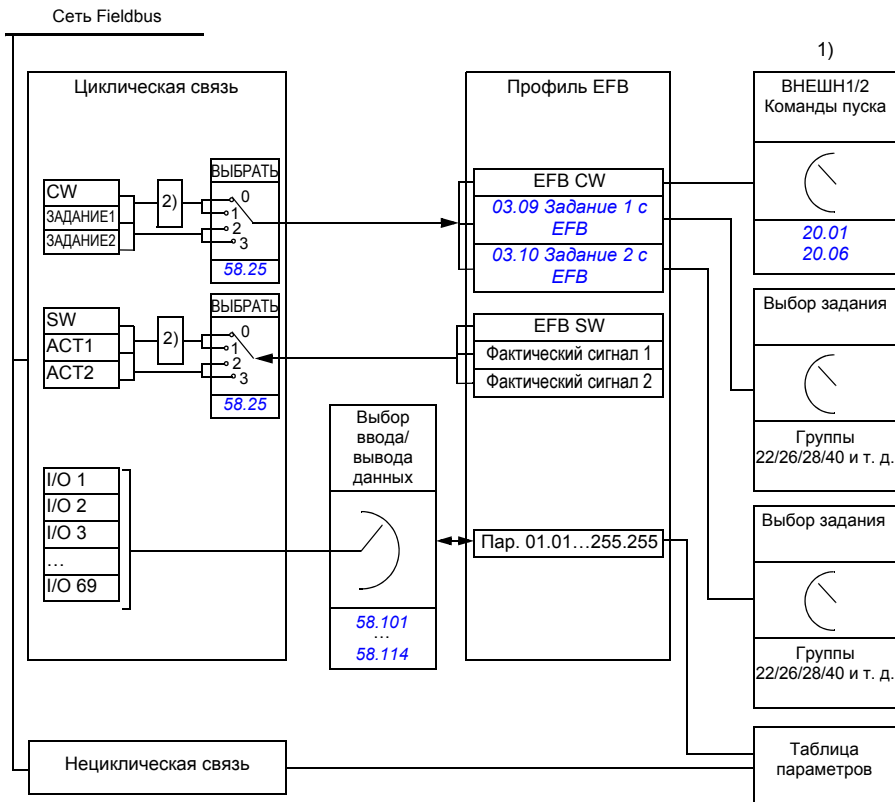 Сеть Fieldbus
Циклическая связь
CW
ЗАДАНИЕ1
ЗАДАНИЕ2
2)
ВЫБРАТЬ
0
1
2
3
58.25
SW
ACT1
ACT2
2)
ВЫБРАТЬ
0
1
2
3
58.25
I/O 1
I/O 2
I/O 3
…
I/O 69
Выбор
ввода/
вывода
данных
58.101
…
58.114
Профиль EFB
EFB CW
03.09 Задание 1 с
EFB
03.10 Задание 2 с
EFB
EFB SW
Фактический сигнал 1
Фактический сигнал 2
Пар. 01.01…255.255
1)
ВНЕШН1/2
Команды пуска
20.01
20.06
Выбор задания
Группы
22/26/28/40 и т. д.
Выбор задания
Группы
22/26/28/40 и т. д.
Нециклическая связь
Таблица
параметров